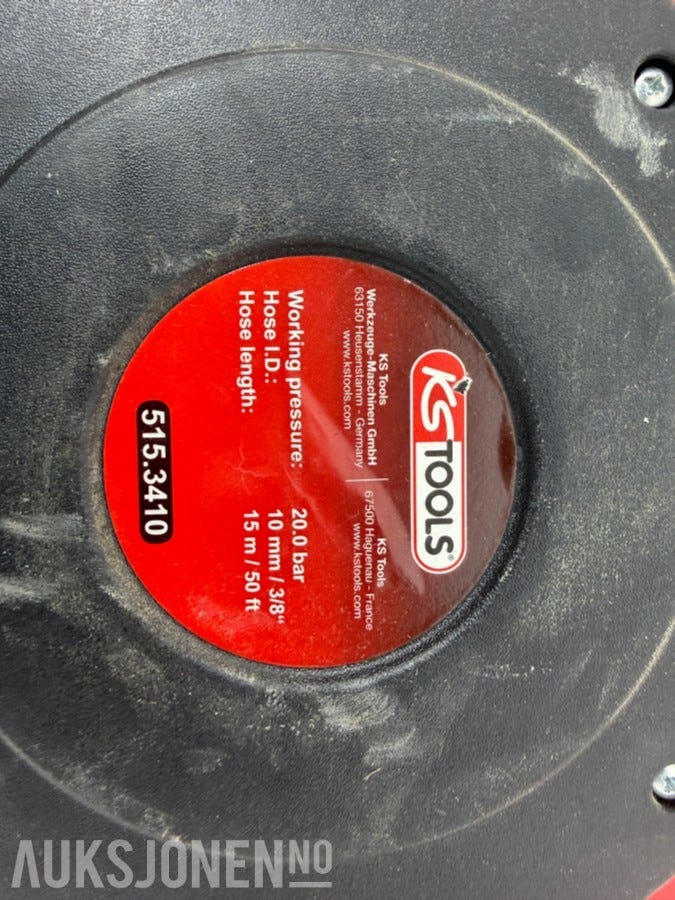 KS TOOLS®
KS Tools
Werkzeuge-Maschinen GmbH
63150 Heusenstamm - Germany
www.kstools.com
KS Tools
67500 Haguenau - France
www.kstools.com
Working pressure: 20.0 bar
Hose I.D.: 10 mm / 3/8“
Hose length: 15 m / 50 ft
515.3410
AUKSJONEN NO